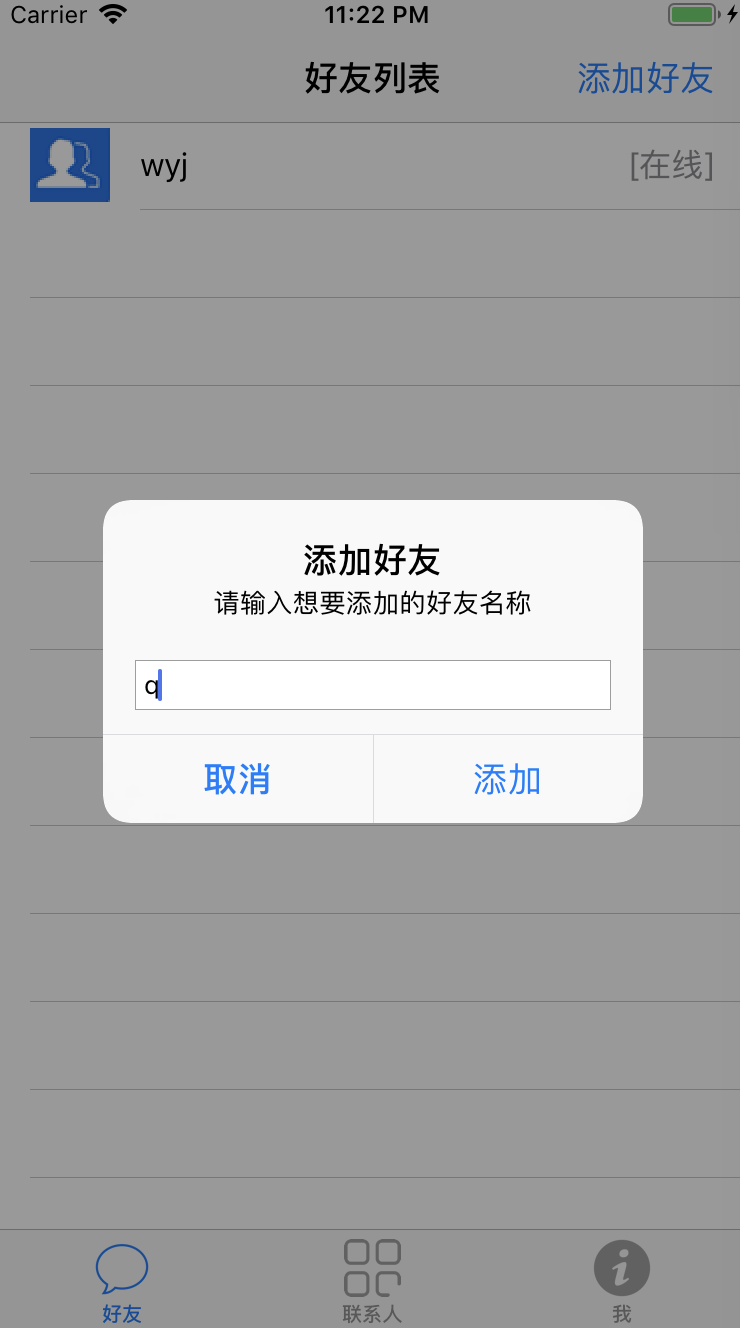 Carrier 11:22 PM
好友列表 添加好友
wyj [在线]
添加好友
请输入想要添加的好友名称
q
取消 添加
好友 联系人 我